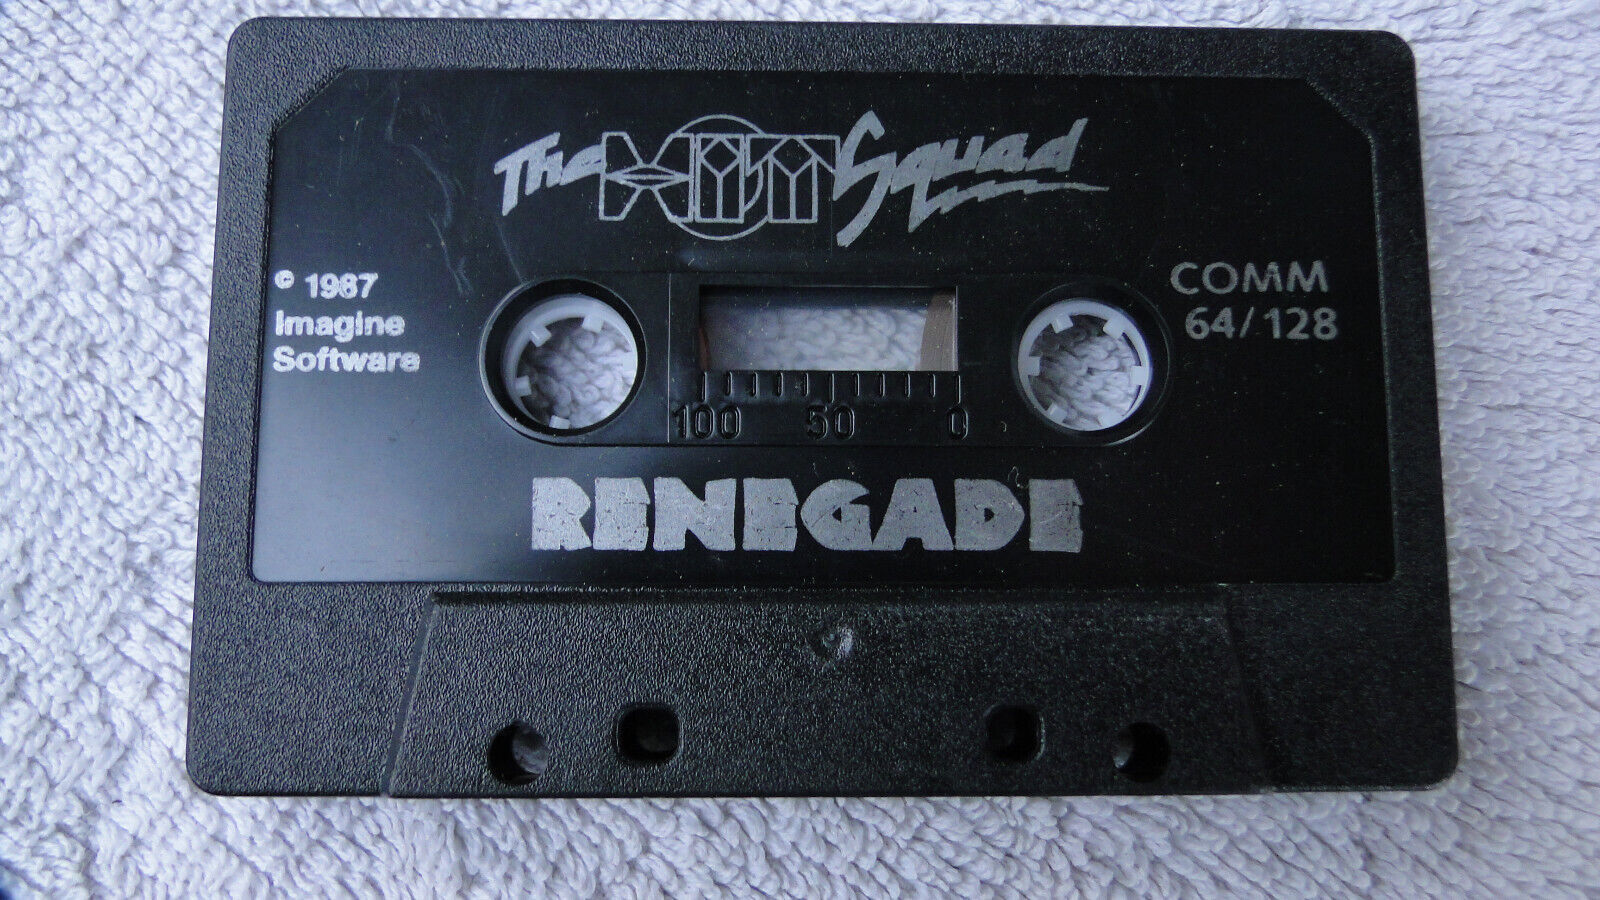 The HIT Squad
© 1987
Imagine
Software
COMM
64/128
100 50 0
RENEGADE